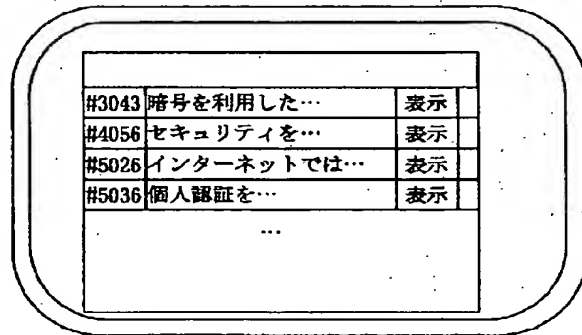 #3043 暗号を利用した… 表示
#4056 セキュリティを… 表示
#5026 インターネットでは… 表示
#5036 個人認証を… 表示
…